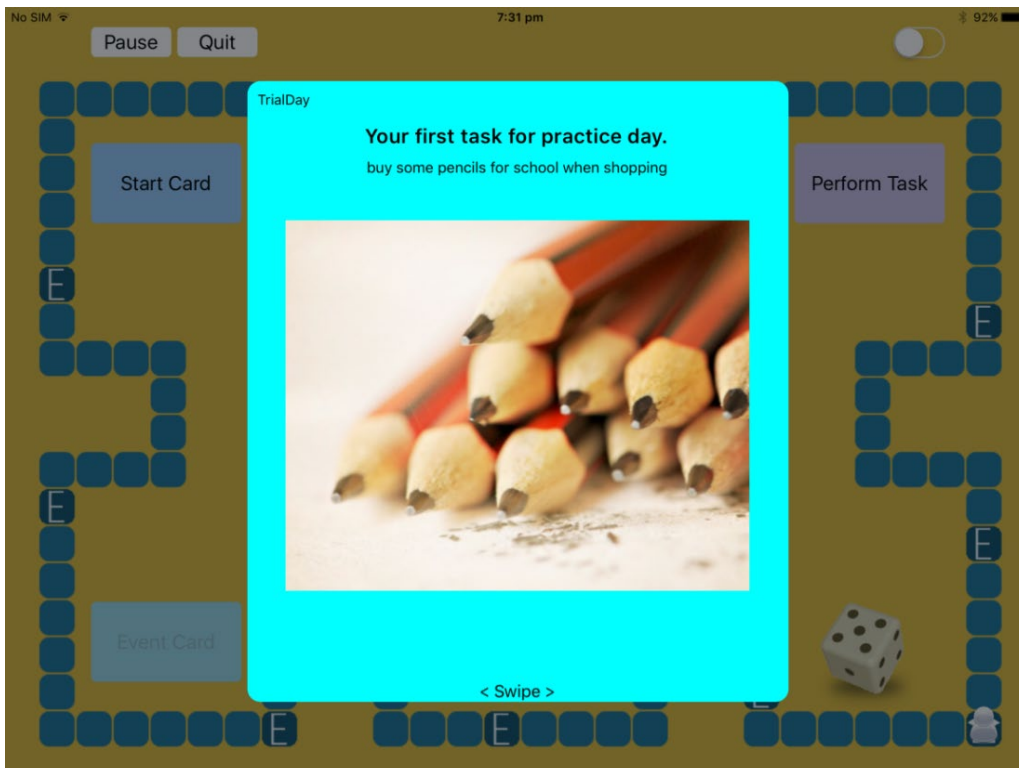 No SIM 7:31 pm 92%
Pause Quit
TrialDay
Your first task for practice day.
buy some pencils for school when shopping
Start Card Perform Task
E
E
E
E
Event Card
< Swipe >
E E E